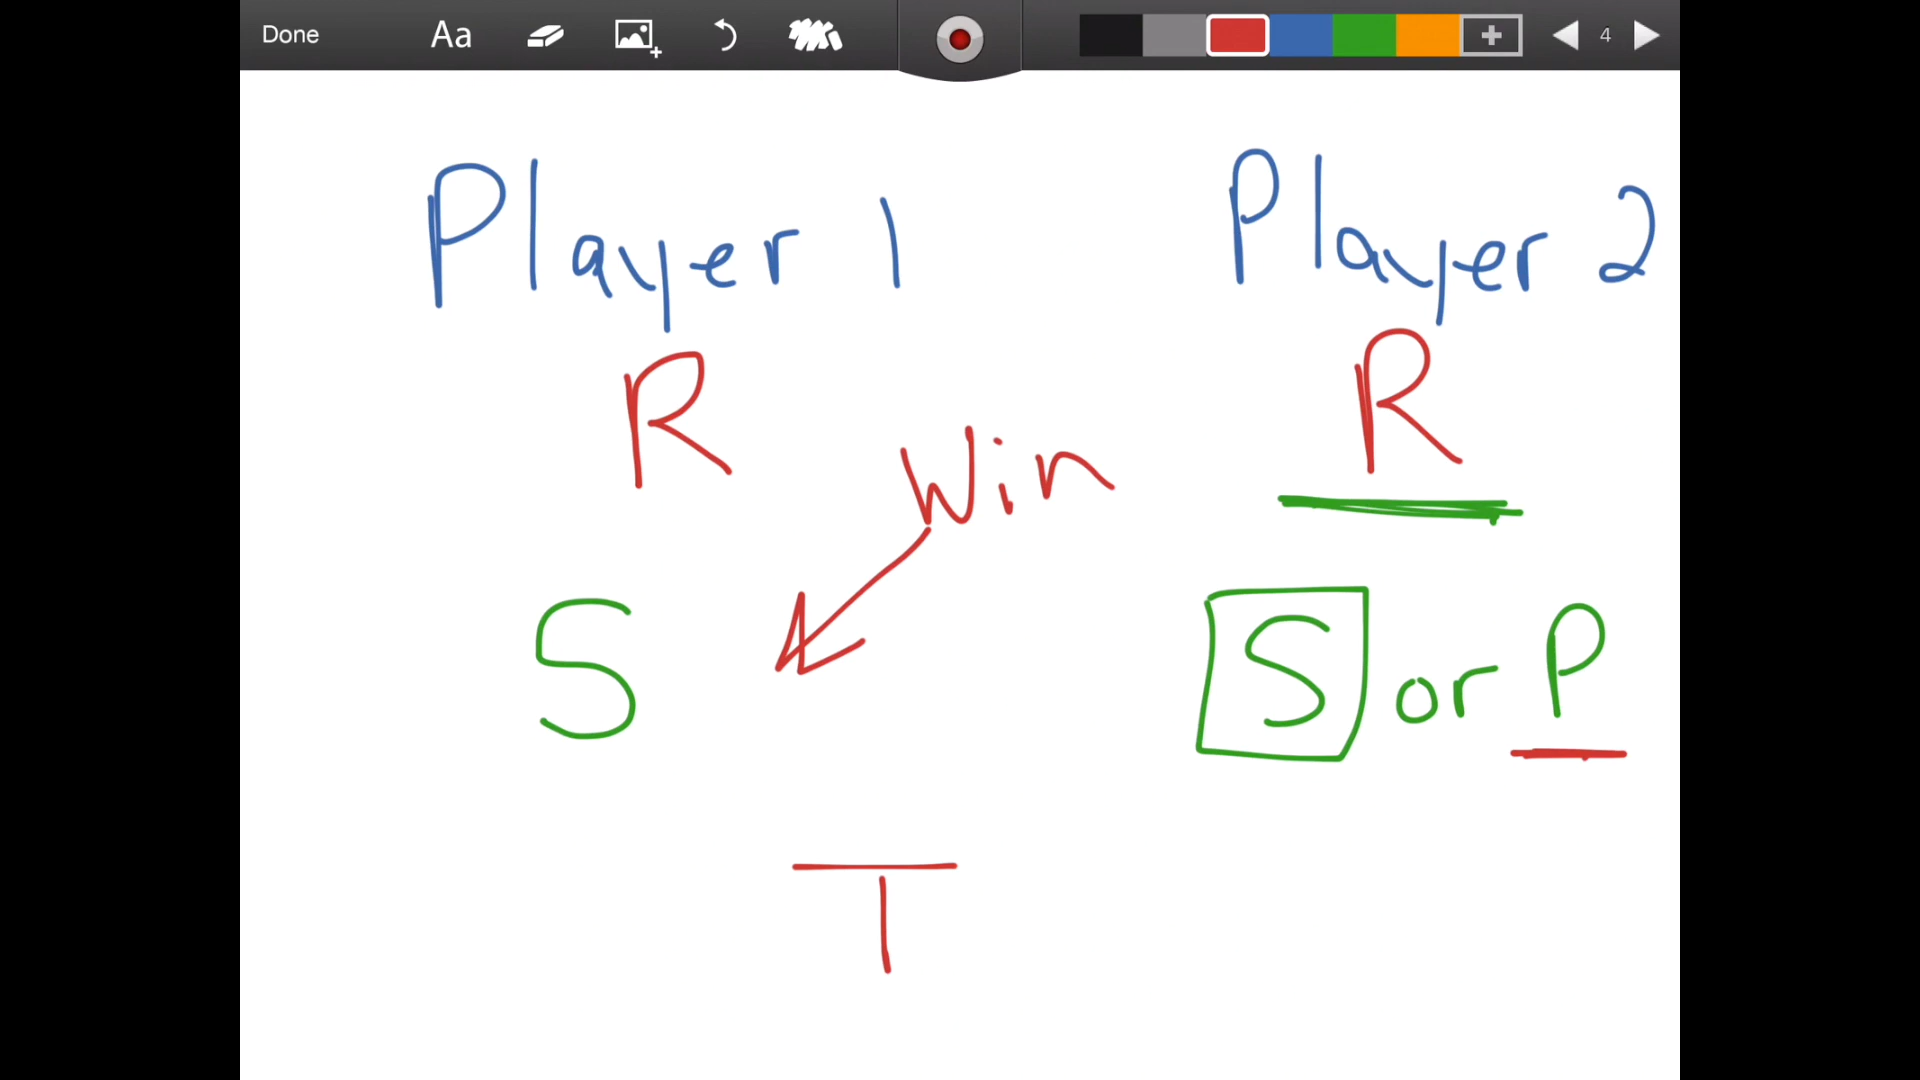 Done Aa 4
Player 1 Player 2
R R
Win
S S or P
T